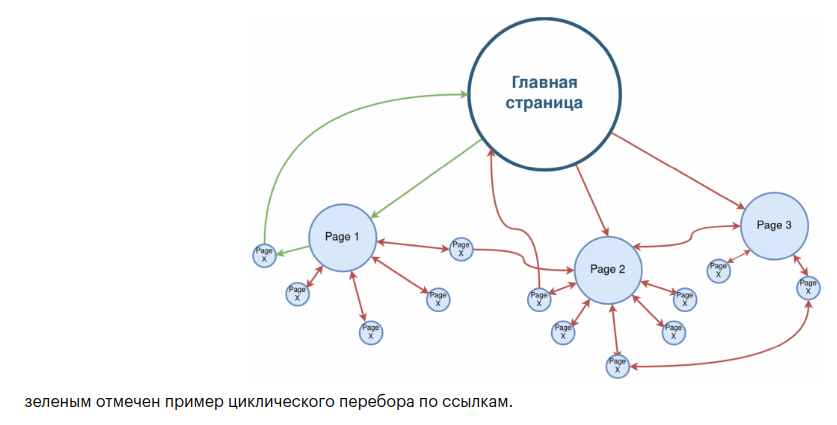 Главная
страница
Page 1
Page 2
Page 3
Page
X
Page
X
Page
X
Page
X
Page
X
Page
X
Page
X
Page
X
Page
X
Page
X
Page
X
Page
X
зеленым отмечен пример циклического перебора по ссылкам.